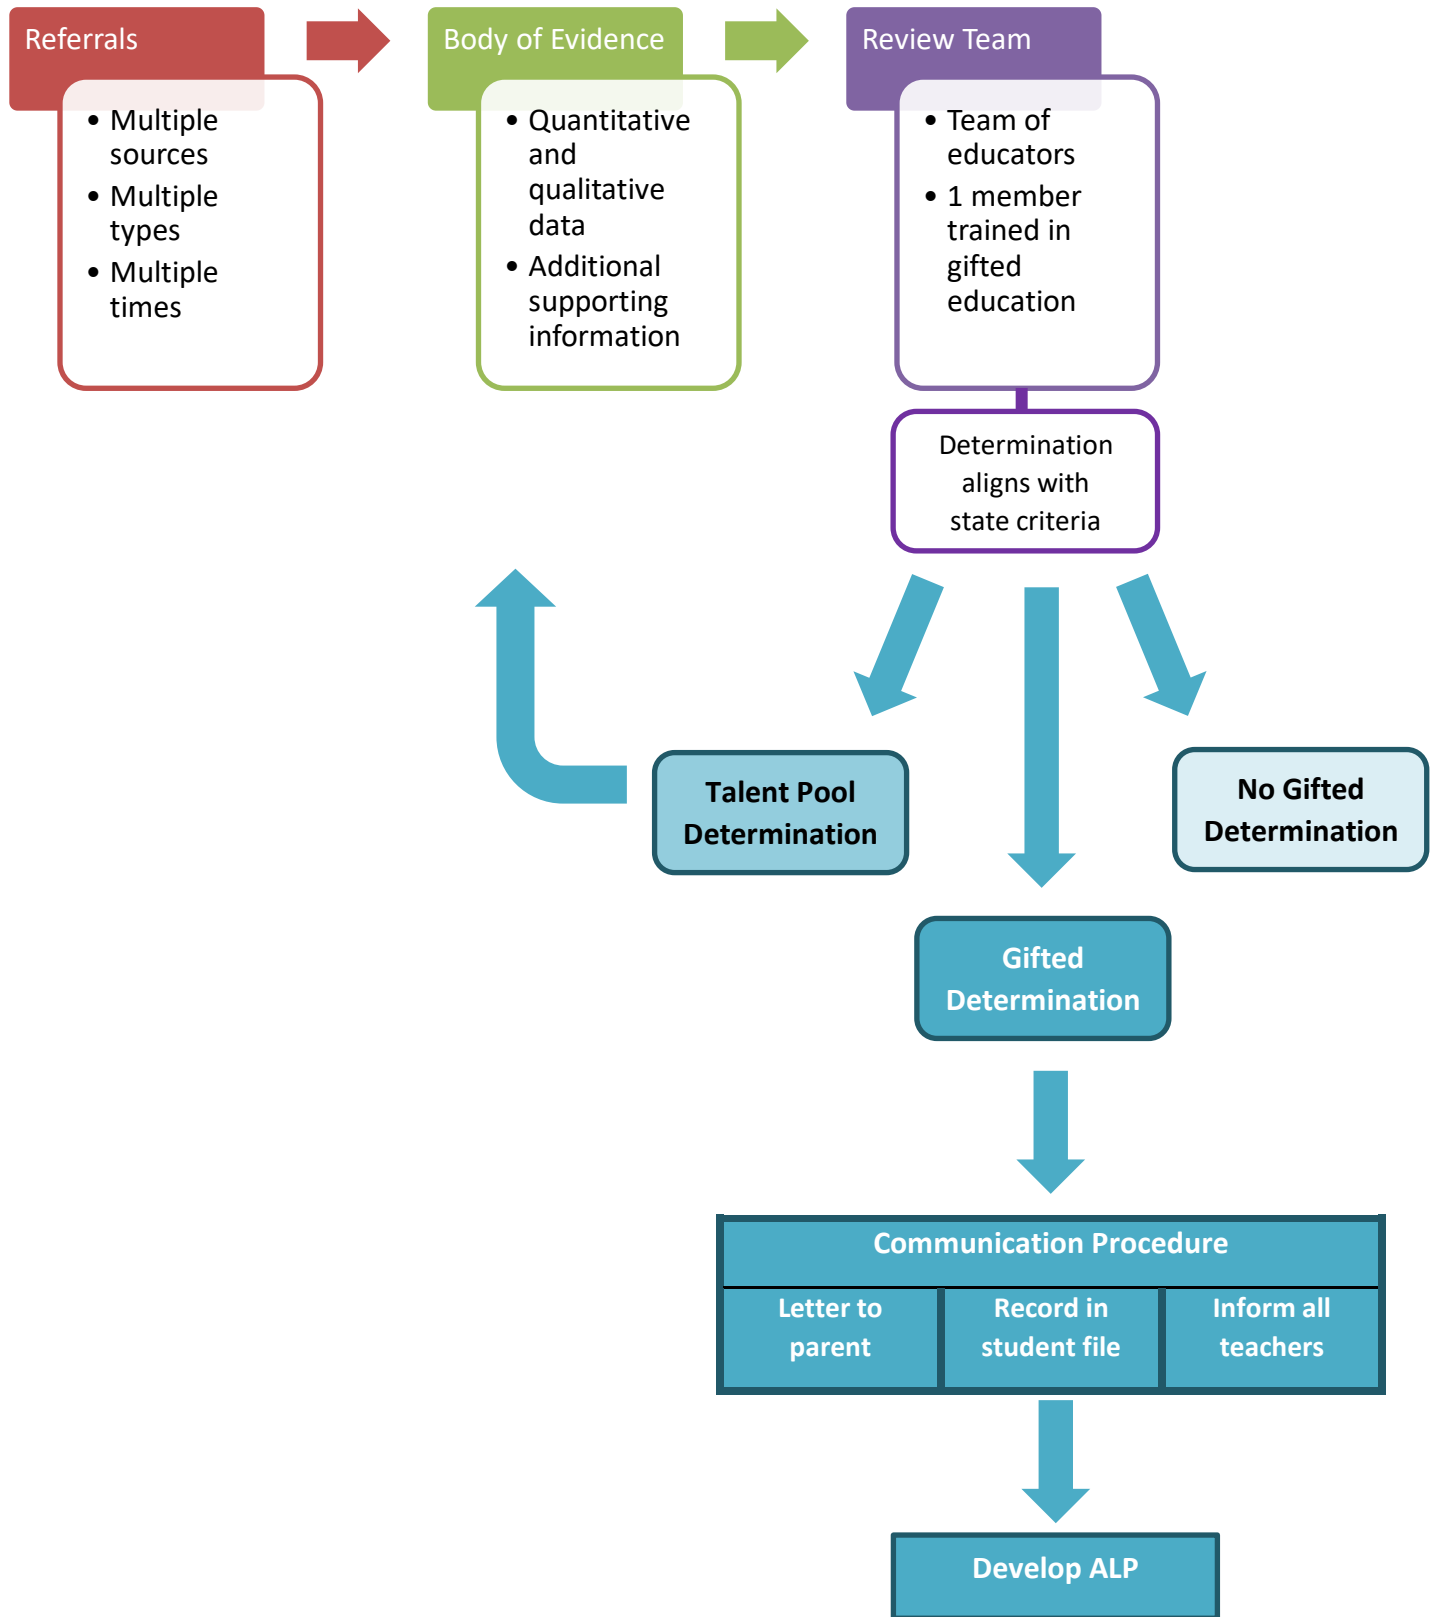 Referrals
• Multiple
sources
• Multiple
types
• Multiple
times
Body of Evidence
• Quantitative
and
qualitative
data
• Additional
supporting
information
Review Team
• Team of
educators
• 1 member
trained in
gifted
education
Determination
aligns with
state criteria
Talent Pool
Determination
No Gifted
Determination
Gifted
Determination
Communication Procedure
Letter to
parent
Record in
student file
Inform all
teachers
Develop ALP